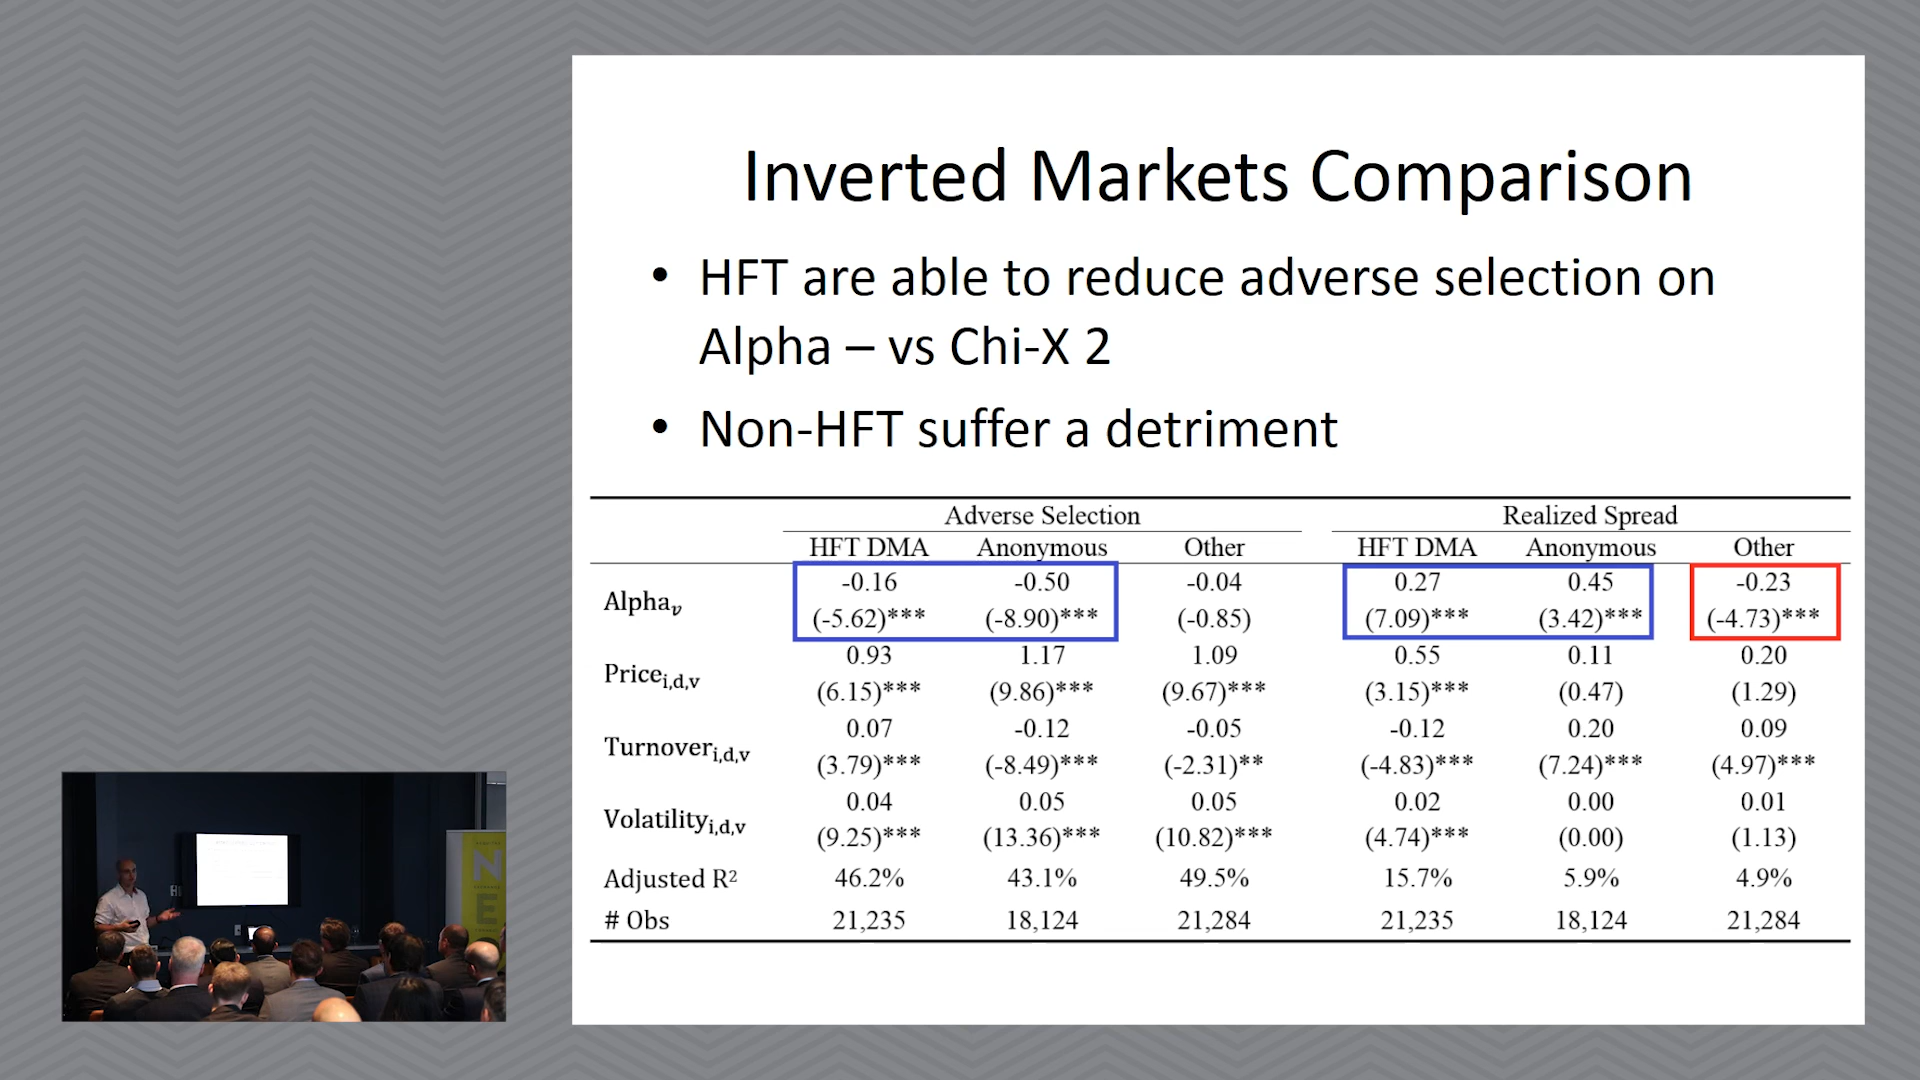 Inverted Markets Comparison
• HFT are able to reduce adverse selection on
Alpha – vs Chi-X 2
• Non-HFT suffer a detriment
Adverse Selection Realized Spread
HFT DMA Anonymous Other HFT DMA Anonymous Other
Alphaᵥ -0.16 -0.50 -0.04 0.27 0.45 -0.23
(-5.62)*** (-8.90)*** (-0.85) (7.09)*** (3.42)*** (-4.73)***
Price i,d,v 0.93 1.17 1.09 0.55 0.11 0.20
(6.15)*** (9.86)*** (9.67)*** (3.15)*** (0.47) (1.29)
Turnover i,d,v 0.07 -0.12 -0.05 -0.12 0.20 0.09
(3.79)*** (-8.49)*** (-2.31)** (-4.83)*** (7.24)*** (4.97)***
Volatility i,d,v 0.04 0.05 0.05 0.02 0.00 0.01
(9.25)*** (13.36)*** (10.82)*** (4.74)*** (0.00) (1.13)
Adjusted R² 46.2% 43.1% 49.5% 15.7% 5.9% 4.9%
# Obs 21,235 18,124 21,284 21,235 18,124 21,284
N
E